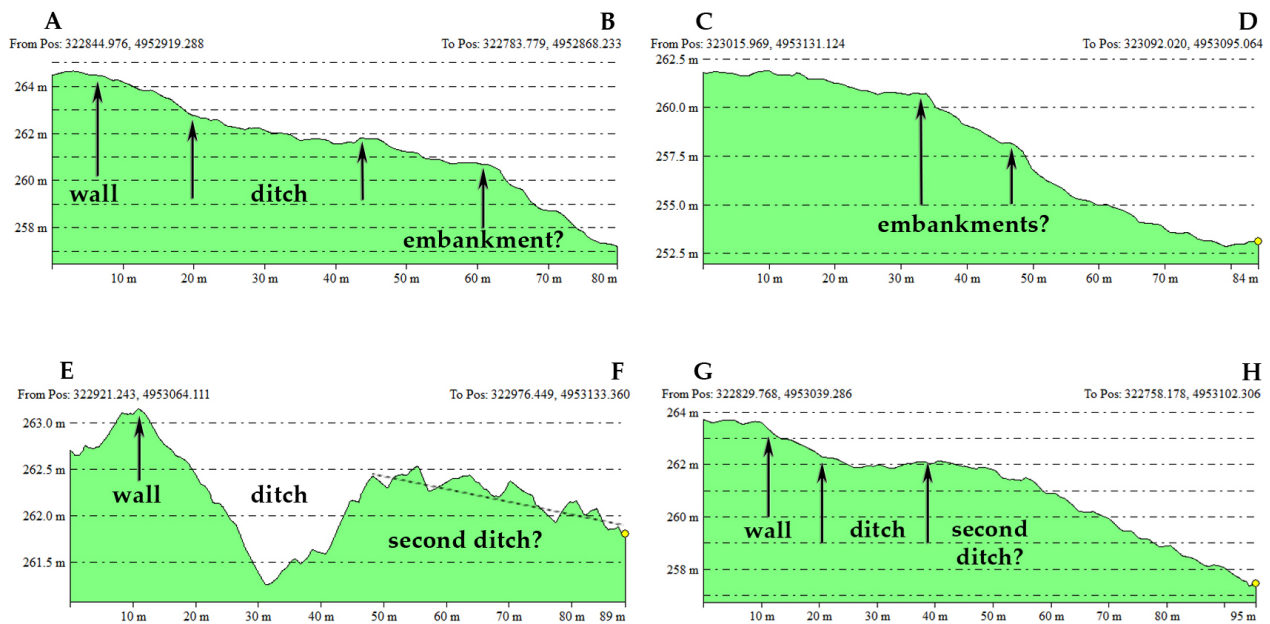 A B
From Pos: 322844.976, 4952919.288 To Pos: 322783.779, 4952868.233
264 m
262 m
260 m
258 m
wall
ditch
embankment?
10 m 20 m 30 m 40 m 50 m 60 m 70 m 80 m
C D
From Pos: 323015.969, 4953131.124 To Pos: 323092.020, 4953095.064
262.5 m
260.0 m
257.5 m
255.0 m
252.5 m
embankments?
10 m 20 m 30 m 40 m 50 m 60 m 70 m 84 m
E F
From Pos: 322921.243, 4953064.111 To Pos: 322976.449, 4953133.360
263.0 m
262.5 m
262.0 m
261.5 m
wall
ditch
second ditch?
10 m 20 m 30 m 40 m 50 m 60 m 70 m 80 m 89 m
G H
From Pos: 322829.768, 4953039.286 To Pos: 322758.178, 4953102.306
264 m
262 m
260 m
258 m
wall
ditch
second
ditch?
10 m 20 m 30 m 40 m 50 m 60 m 70 m 80 m 95 m